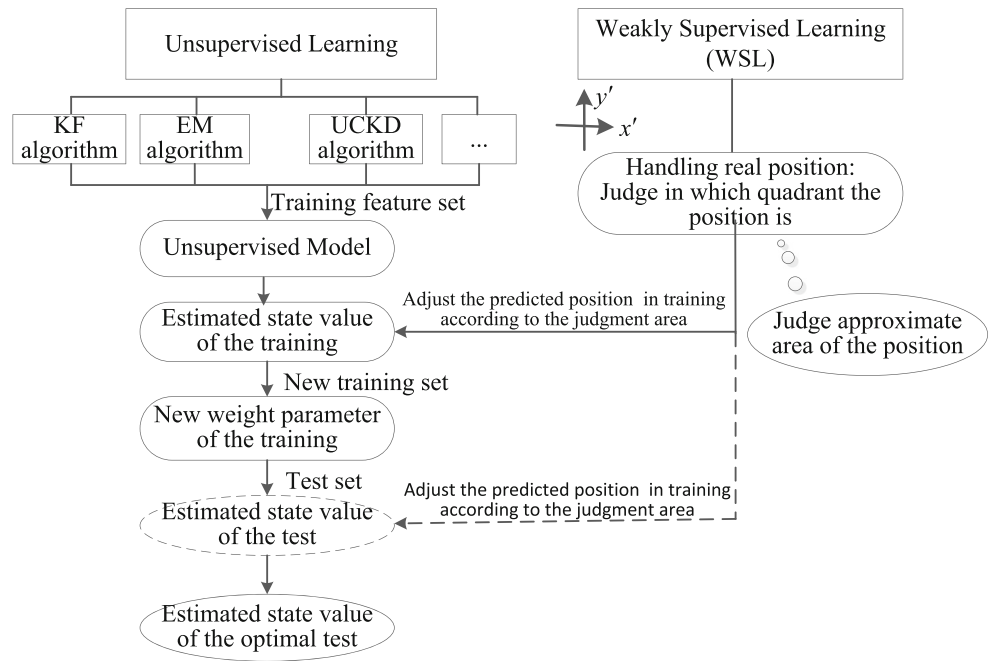 Unsupervised Learning
Weakly Supervised Learning
(WSL)
KF
algorithm
EM
algorithm
UCKD
algorithm
...
y′
x′
Handling real position:
Judge in which quadrant the
position is
Training feature set
Unsupervised Model
Adjust the predicted position in training
according to the judgment area
Estimated state value
of the training
Judge approximate
area of the position
New training set
New weight parameter
of the training
Test set
Adjust the predicted position in training
according to the judgment area
Estimated state value
of the test
Estimated state value
of the optimal test